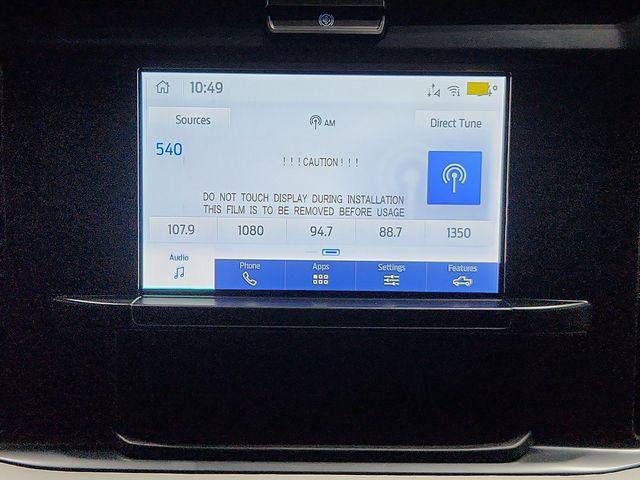 10:49
Sources
AM
Direct Tune
540
! ! ! CAUTION ! ! !
DO NOT TOUCH DISPLAY DURING INSTALLATION
THIS FILM IS TO BE REMOVED BEFORE USAGE
107.9 1080 94.7 88.7 1350
Audio Phone Apps Settings Features